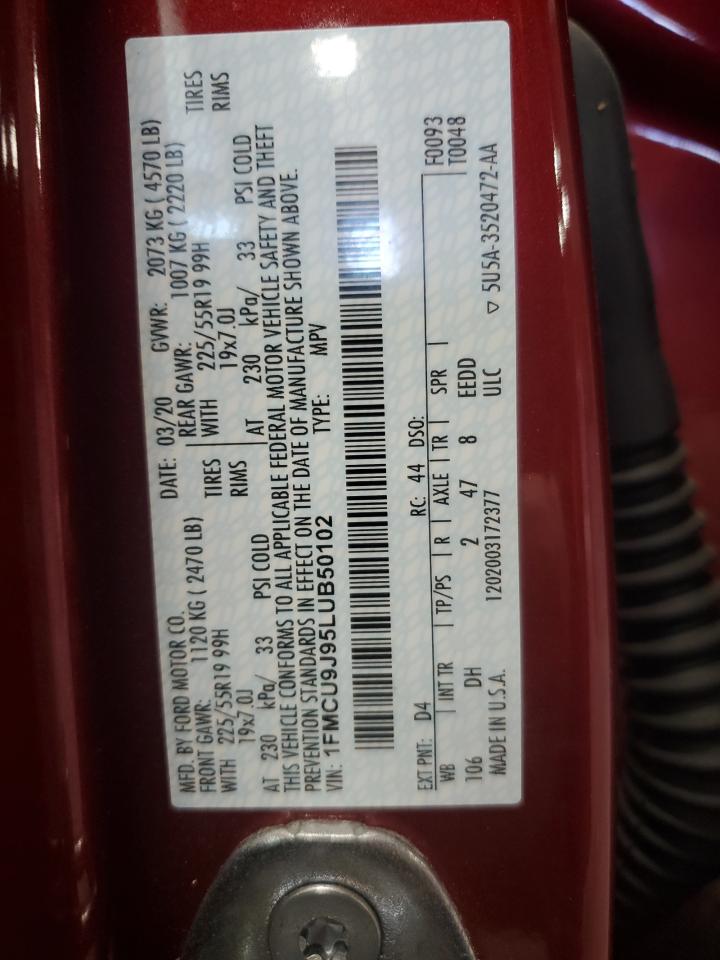 MFD. BY FORD MOTOR CO.
DATE: 03/20 GVWR: 2073 KG ( 4570 LB)
FRONT GAWR: 1120 KG ( 2470 LB) REAR GAWR: 1007 KG ( 2220 LB)
WITH 225/55R19 99H TIRES WITH 225/55R19 99H TIRES
19x7.0J RIMS 19x7.0J RIMS
AT 230 kPa/ 33 PSI COLD AT 230 kPa/ 33 PSI COLD
THIS VEHICLE CONFORMS TO ALL APPLICABLE FEDERAL MOTOR VEHICLE SAFETY AND THEFT
PREVENTION STANDARDS IN EFFECT ON THE DATE OF MANUFACTURE SHOWN ABOVE.
VIN: 1FMCU9J95LUB50102 TYPE: MPV
EXT PNT: D4 RC: 44 DSO: F0093
WB INT TR TP/PS R AXLE TR SPR T0048
106 DH 2 47 8 EEDD
ULC
MADE IN U.S.A. 1202003172377 ▽ 5U5A-3520472-AA